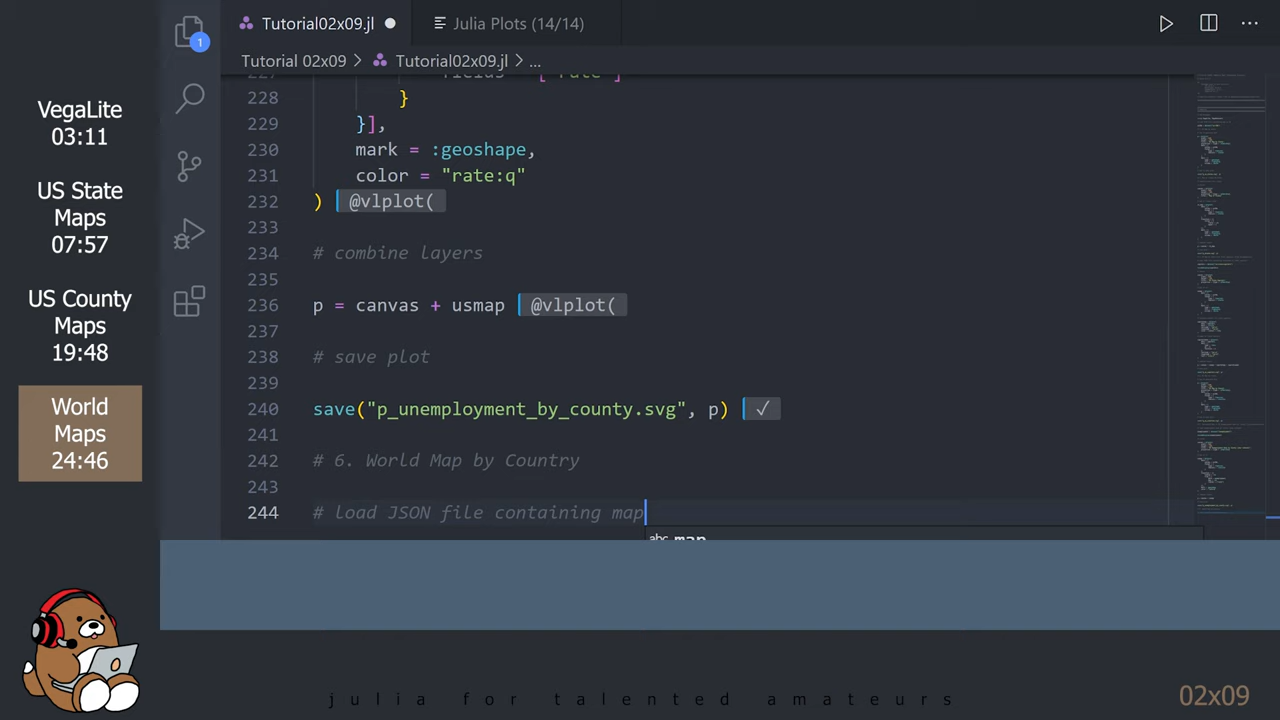 VegaLite
03:11
US State
Maps
07:57
US County
Maps
19:48
World
Maps
24:46
1
Tutorial02x09.jl
Julia Plots (14/14)
Tutorial 02x09 > Tutorial02x09.jl > ...
228 }
229 }],
230 mark = :geoshape,
231 color = "rate:q"
232 ) @vlplot(
233
234 # combine layers
235
236 p = canvas + usmap @vlplot(
237
238 # save plot
239
240 save("p_unemployment_by_county.svg", p) ✓
241
242 # 6. World Map by Country
243
244 # load JSON file containing map
abc map
julia for talented amateurs
02x09